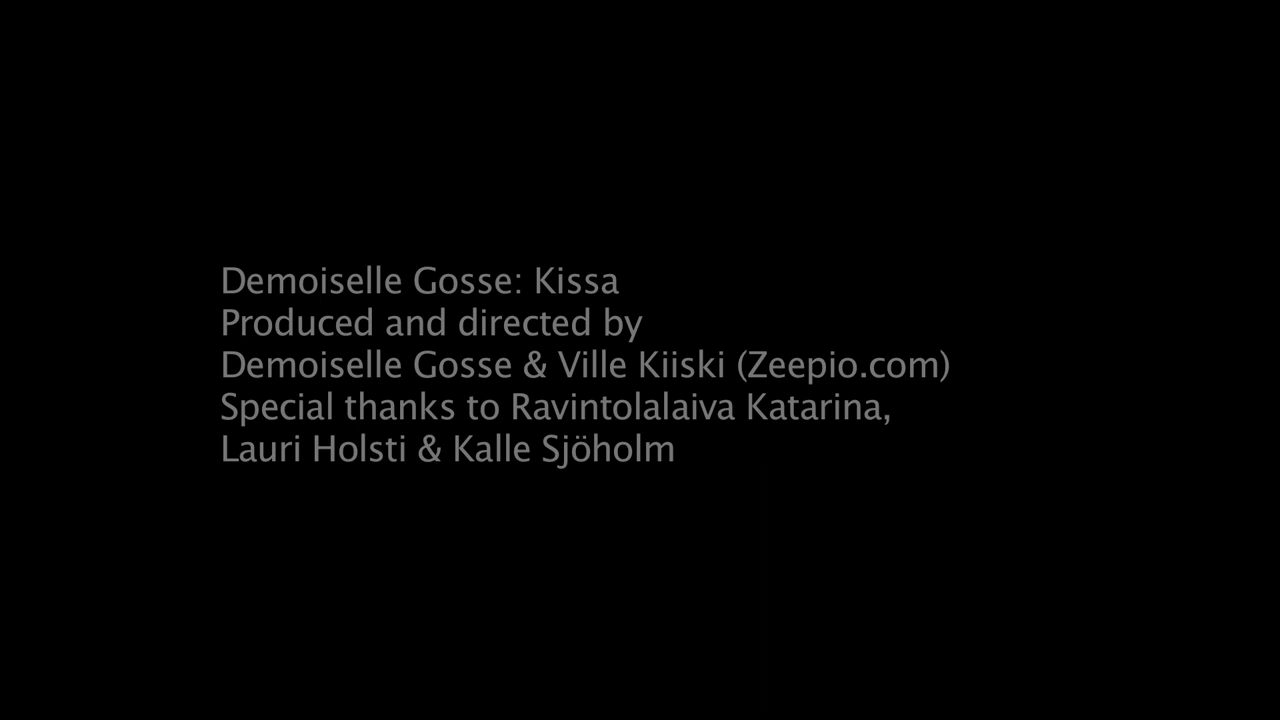 Demoiselle Gosse: Kissa
Produced and directed by
Demoiselle Gosse & Ville Kiiski (Zeepio.com)
Special thanks to Ravintolalaiva Katarina,
Lauri Holsti & Kalle Sjöholm